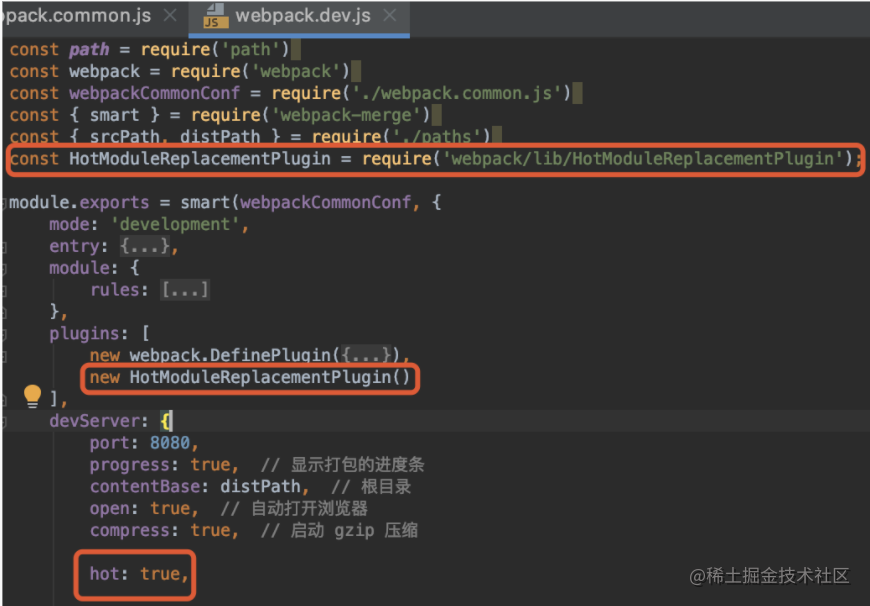 pack.common.js × JS webpack.dev.js ×
const path = require('path')
const webpack = require('webpack')
const webpackCommonConf = require('./webpack.common.js')
const { smart } = require('webpack-merge')
const { srcPath, distPath } = require('./paths')
const HotModuleReplacementPlugin = require('webpack/lib/HotModuleReplacementPlugin');
module.exports = smart(webpackCommonConf, {
mode: 'development',
entry: {...},
module: {
rules: [...]
},
plugins: [
new webpack.DefinePlugin({...}),
new HotModuleReplacementPlugin()
],
devServer: {
port: 8080,
progress: true, // 显示打包的进度条
contentBase: distPath, // 根目录
open: true, // 自动打开浏览器
compress: true, // 启动 gzip 压缩
hot: true,
@稀土掘金技术社区